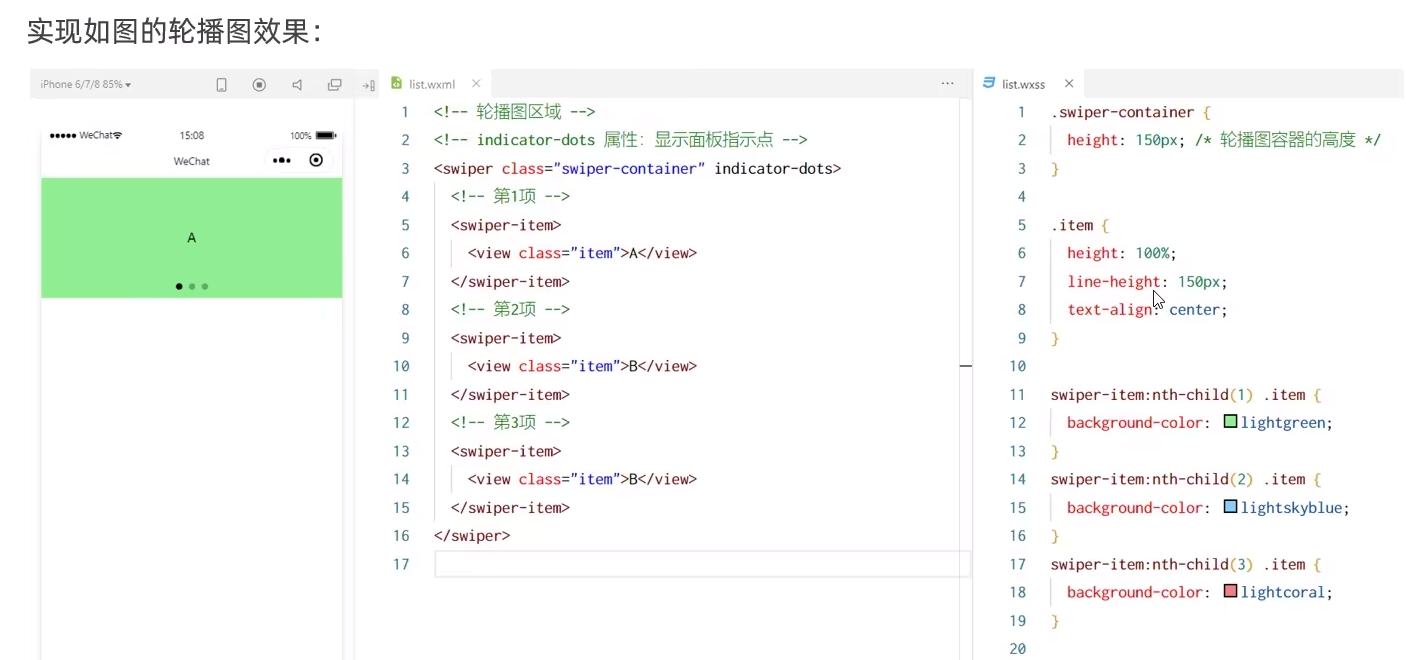 实现如图的轮播图效果：
iPhone 6/7/8 85%
WeChat
15:08
100%
WeChat
A
list.wxml
1 <!-- 轮播图区域 -->
2 <!-- indicator-dots 属性：显示面板指示点 -->
3 <swiper class="swiper-container" indicator-dots>
4 <!-- 第1项 -->
5 <swiper-item>
6 <view class="item">A</view>
7 </swiper-item>
8 <!-- 第2项 -->
9 <swiper-item>
10 <view class="item">B</view>
11 </swiper-item>
12 <!-- 第3项 -->
13 <swiper-item>
14 <view class="item">B</view>
15 </swiper-item>
16 </swiper>
17
list.wxss
1 .swiper-container {
2 height: 150px; /* 轮播图容器的高度 */
3 }
4
5 .item {
6 height: 100%;
7 line-height: 150px;
8 text-align: center;
9 }
10
11 swiper-item:nth-child(1) .item {
12 background-color: lightgreen;
13 }
14 swiper-item:nth-child(2) .item {
15 background-color: lightskyblue;
16 }
17 swiper-item:nth-child(3) .item {
18 background-color: lightcoral;
19 }
20